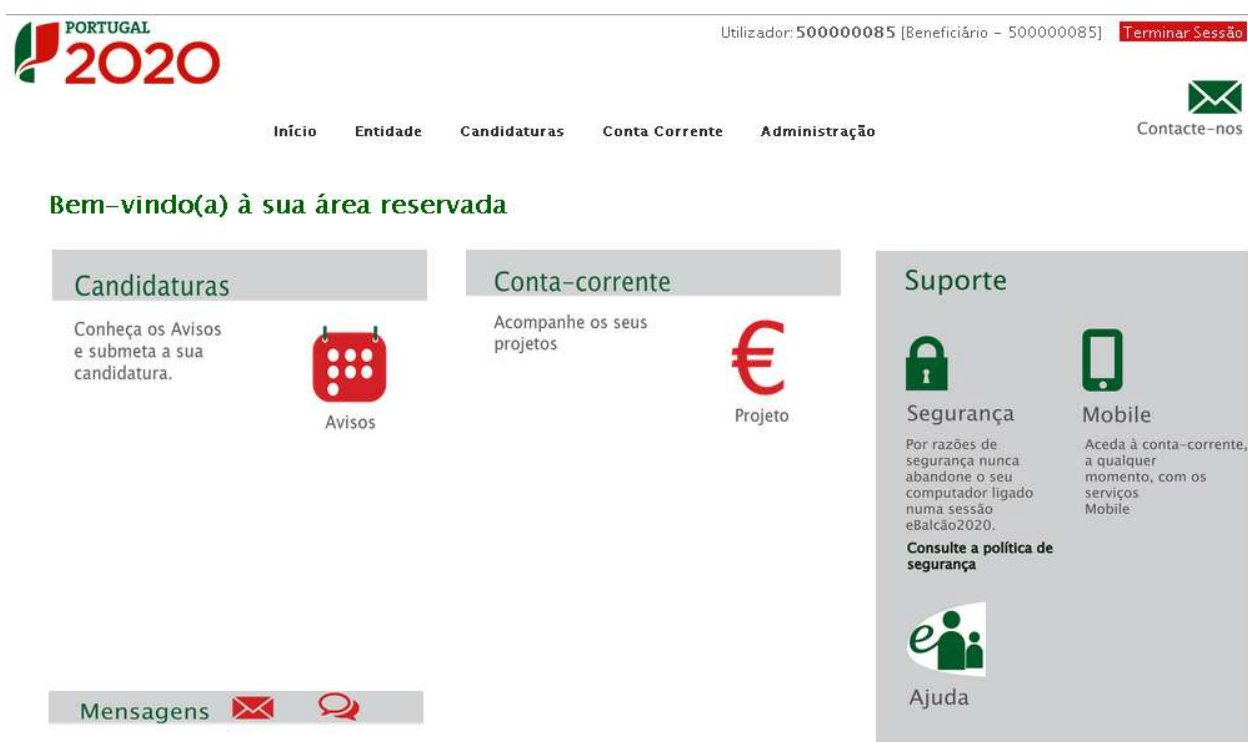 PORTUGAL
2020
Utilizador: 500000085 [Beneficiário - 500000085]
Terminar Sessão
Contacte-nos
Início Entidade Candidaturas Conta Corrente Administração
Bem-vindo(a) à sua área reservada
Candidaturas
Conheça os Avisos
e submeta a sua
candidatura.
Avisos
Conta-corrente
Acompanhe os seus
projetos
€
Projeto
Suporte
Segurança
Por razões de
segurança nunca
abandone o seu
computador ligado
numa sessão
eBalcão2020.
Consulte a política de
segurança
Mobile
Aceda à conta-corrente,
a qualquer
momento, com os
serviços
Mobile
e
Ajuda
Mensagens